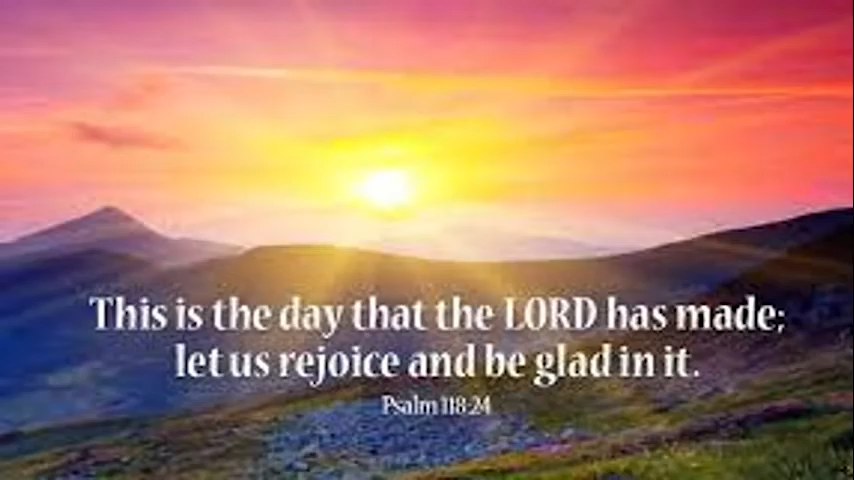 This is the day that the LORD has made;
let us rejoice and be glad in it.
Psalm 118:24